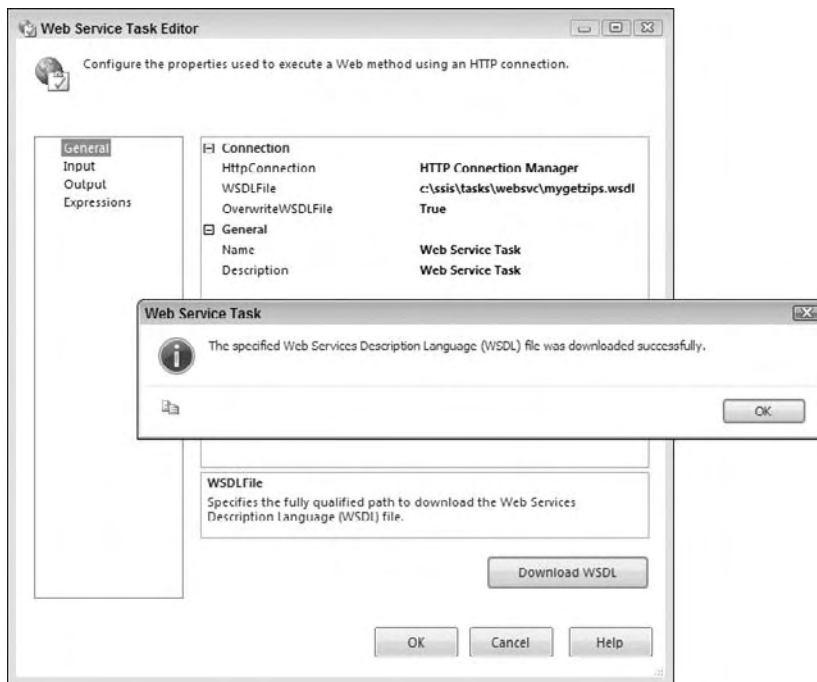 Web Service Task Editor
Configure the properties used to execute a Web method using an HTTP connection.
General
Input
Output
Expressions
Connection
HttpConnection HTTP Connection Manager
WSDLFile c:\ssis\tasks\websvc\mygetzips.wsdl
OverwriteWSDLFile True
General
Name Web Service Task
Description Web Service Task
Web Service Task
The specified Web Services Description Language (WSDL) file was downloaded successfully.
OK
WSDLFile
Specifies the fully qualified path to download the Web Services
Description Language (WSDL) file.
Download WSDL
OK Cancel Help